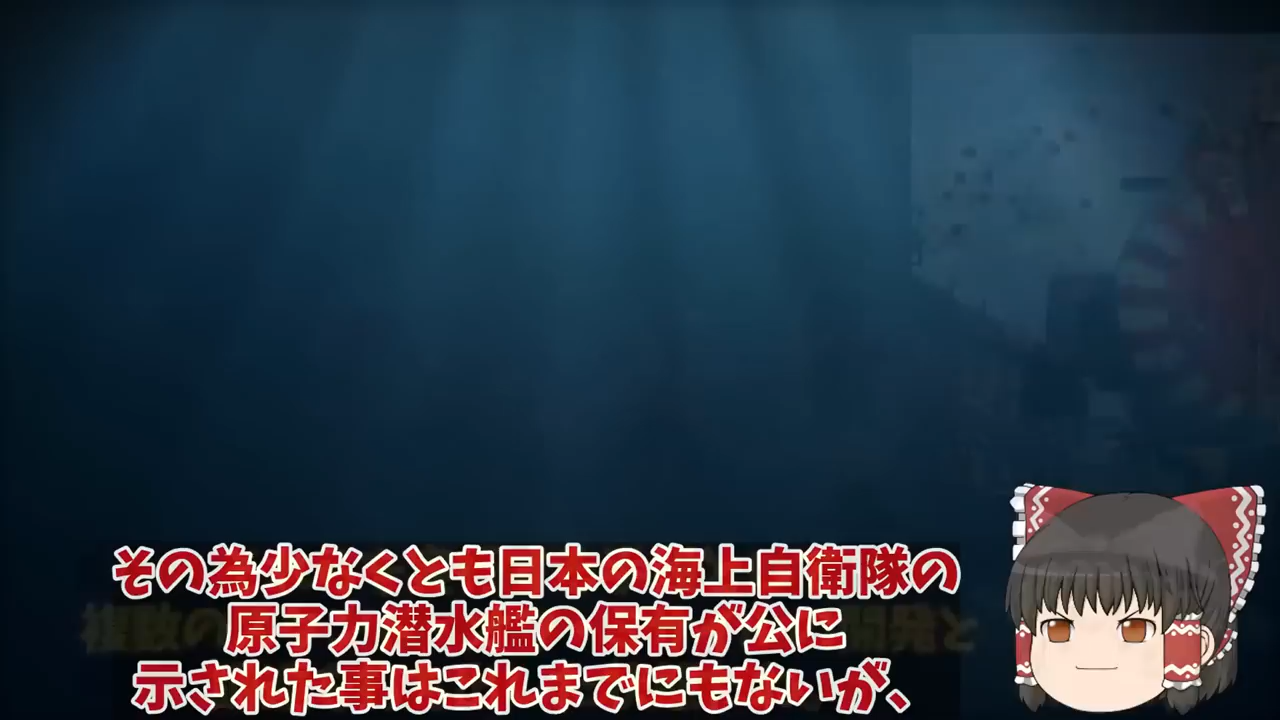 その為少なくとも日本の海上自衛隊の
原子力潜水艦の保有が公に
示された事はこれまでにもないが、